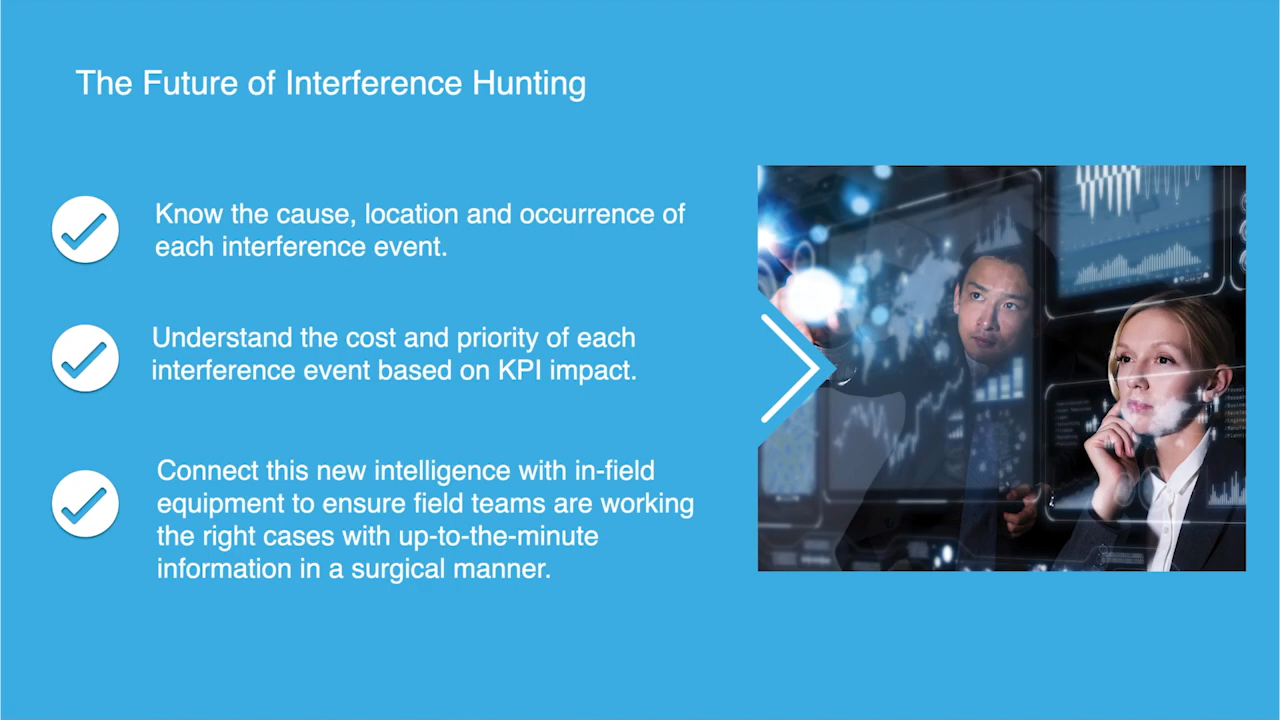 The Future of Interference Hunting
Know the cause, location and occurrence of
each interference event.
Understand the cost and priority of each
interference event based on KPI impact.
Connect this new intelligence with in-field
equipment to ensure field teams are working
the right cases with up-to-the-minute
information in a surgical manner.